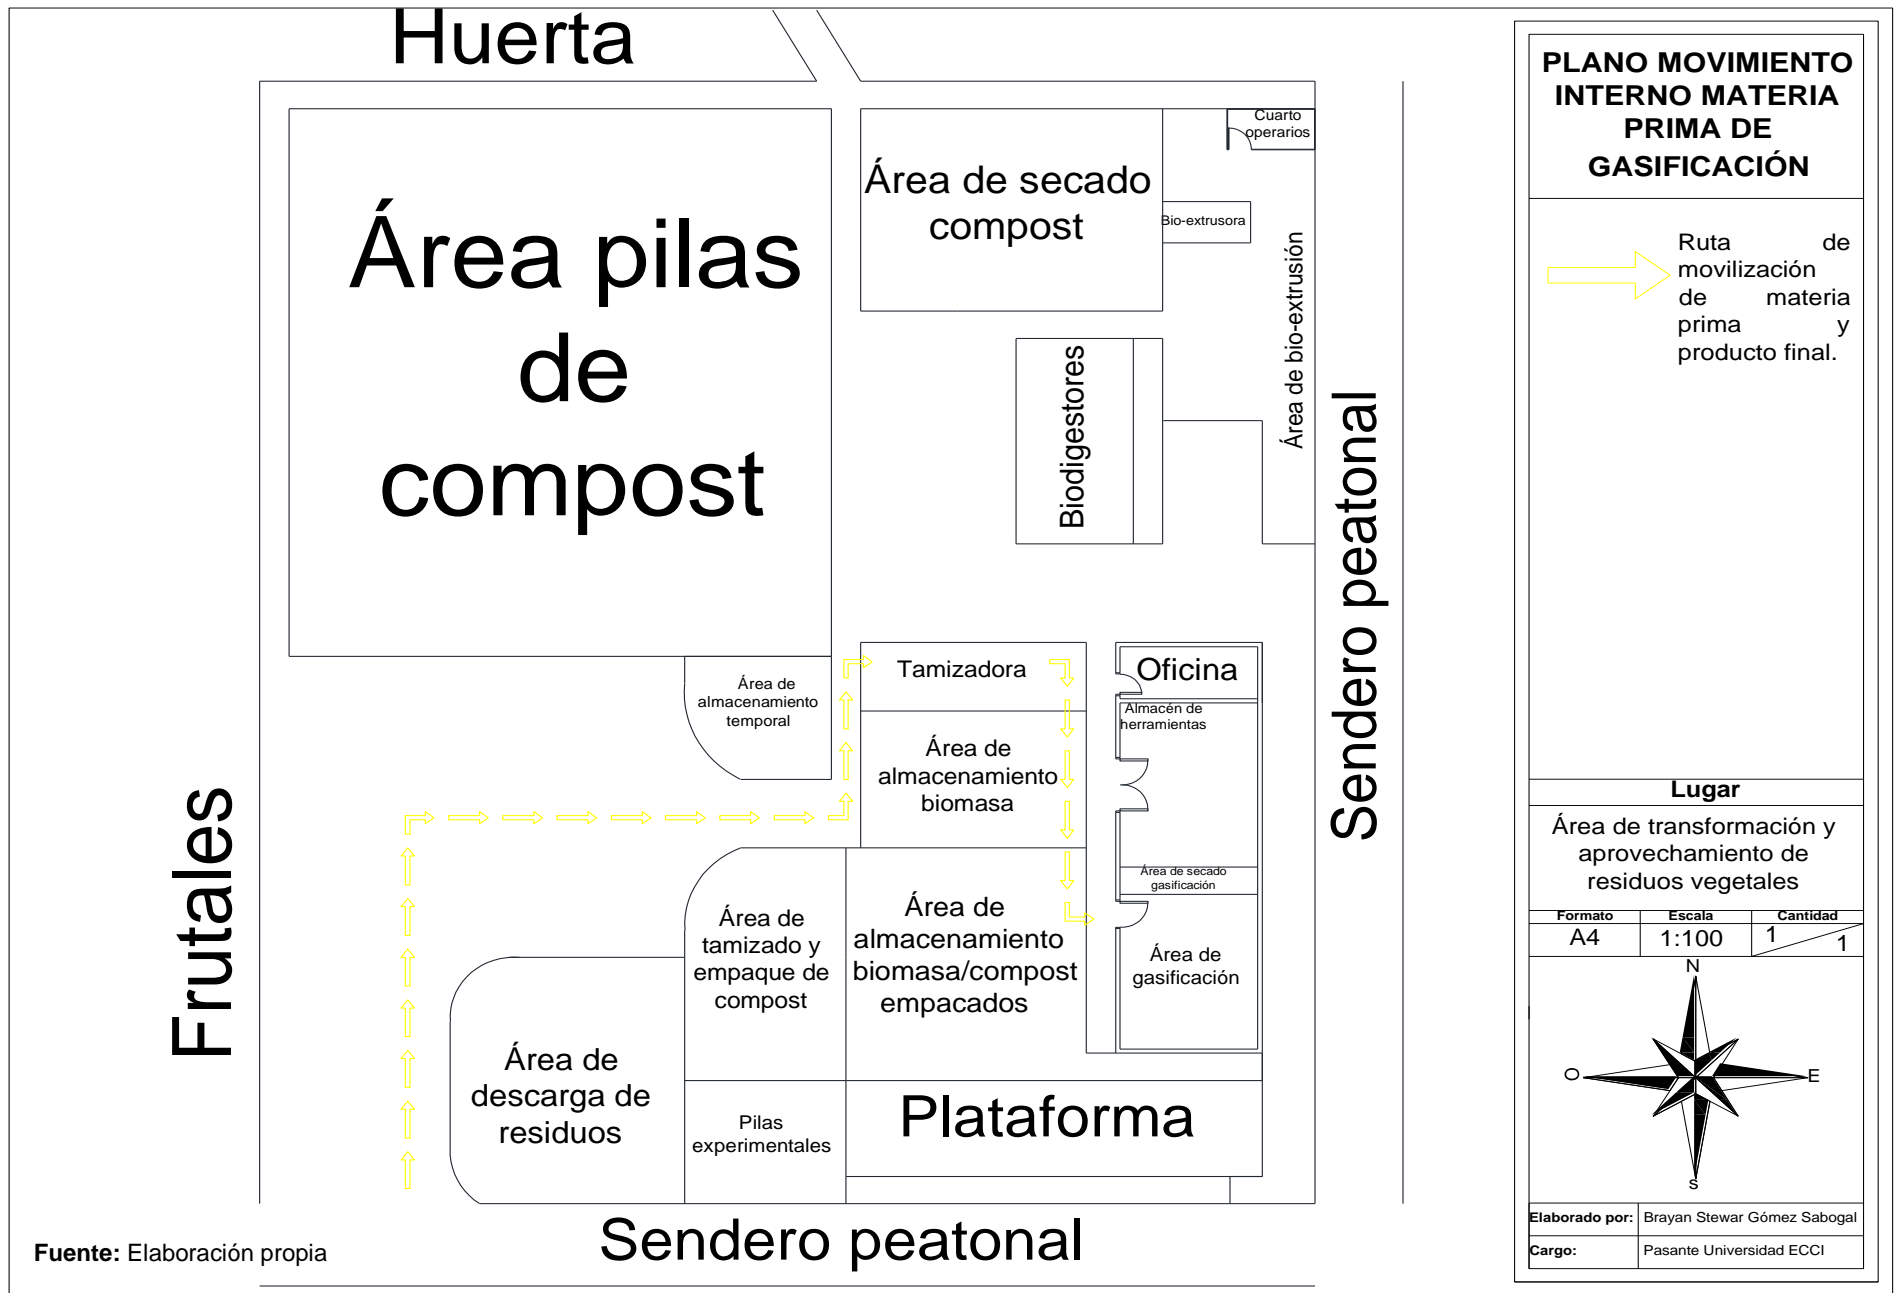 Huerta
Área pilas
de
compost
Área de secado
compost
Cuarto
operarios
Bio-extrusora
Área de bio-extrusión
Biodigestores
Sendero peatonal
Área de
almacenamiento
temporal
Tamizadora
Oficina
Almacén de
herramientas
Área de
almacenamiento
biomasa
Área de secado
gasificación
Frutales
Área de
tamizado y
empaque de
compost
Área de
almacenamiento
biomasa/compost
empacados
Área de
gasificación
Área de
descarga de
residuos
Pilas
experimentales
Plataforma
Sendero peatonal
Fuente: Elaboración propia
PLANO MOVIMIENTO
INTERNO MATERIA
PRIMA DE
GASIFICACIÓN
Ruta de
movilización
de materia
prima y
producto final.
Lugar
Área de transformación y
aprovechamiento de
residuos vegetales
Formato Escala Cantidad
A4 1:100 1 1
N
O E
s
Elaborado por: Brayan Stewar Gómez Sabogal
Cargo: Pasante Universidad ECCI